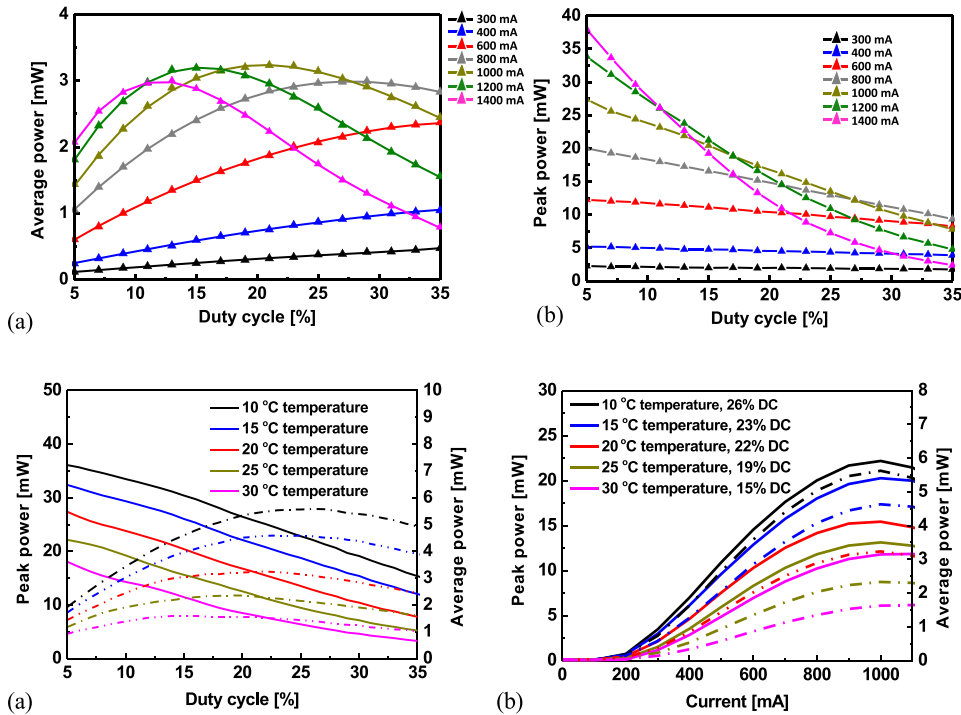 4
3
2
1
0
5 10 15 20 25 30 35
Average power [mW]
Duty cycle [%]
300 mA
400 mA
600 mA
800 mA
1000 mA
1200 mA
1400 mA
(a)
40
35
30
25
20
15
10
5
0
5 10 15 20 25 30 35
Peak power [mW]
Duty cycle [%]
300 mA
400 mA
600 mA
800 mA
1000 mA
1200 mA
1400 mA
(b)
50
40
30
20
10
0
5 10 15 20 25 30 35
10
9
8
7
6
5
4
3
2
1
0
Peak power [mW]
Average power [mW]
Duty cycle [%]
10 °C temperature
15 °C temperature
20 °C temperature
25 °C temperature
30 °C temperature
(a)
30
25
20
15
10
5
0
0 200 400 600 800 1000
8
7
6
5
4
3
2
1
0
Peak power [mW]
Average power [mW]
Current [mA]
10 °C temperature, 26% DC
15 °C temperature, 23% DC
20 °C temperature, 22% DC
25 °C temperature, 19% DC
30 °C temperature, 15% DC
(b)